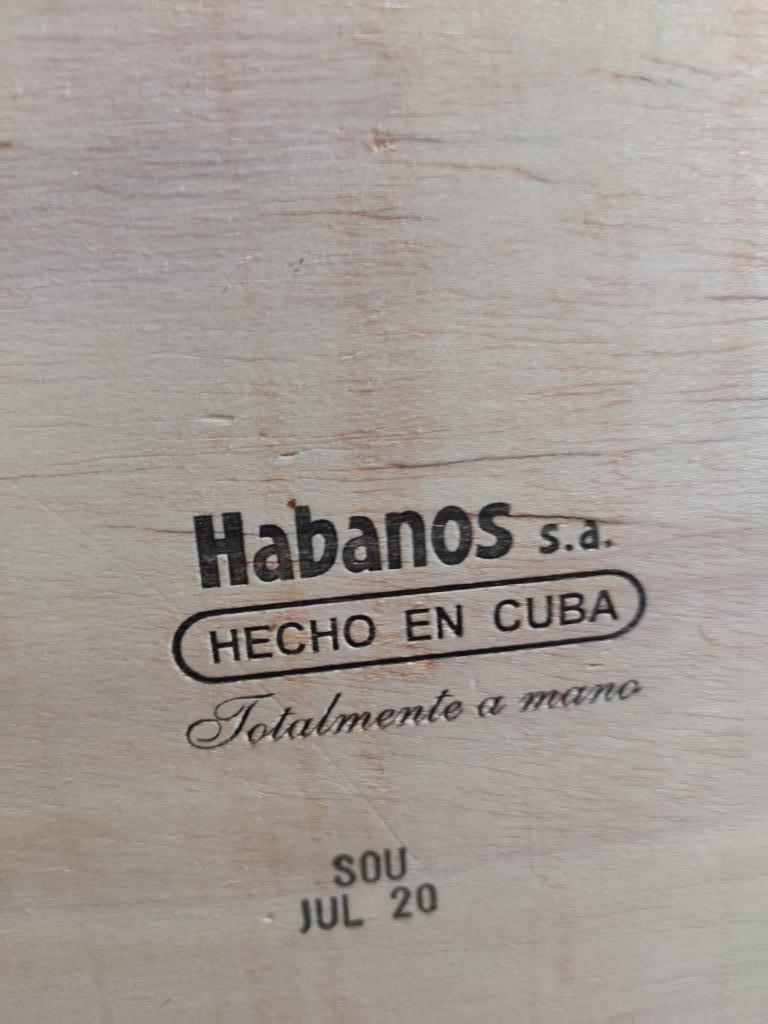 Habanos s.a.
HECHO EN CUBA
Totalmente a mano
SOU
JUL 20